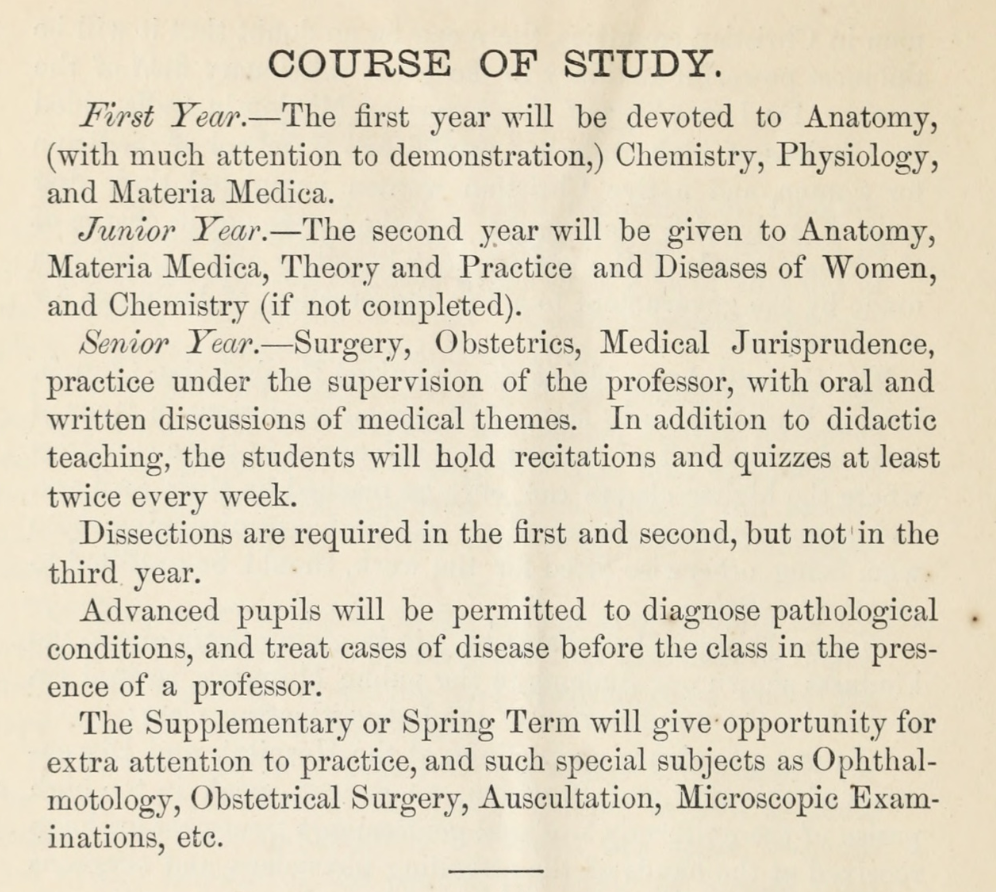 COURSE OF STUDY.
First Year.—The first year will be devoted to Anatomy,
(with much attention to demonstration,) Chemistry, Physiology,
and Materia Medica.
Junior Year.—The second year will be given to Anatomy,
Materia Medica, Theory and Practice and Diseases of Women,
and Chemistry (if not completed).
Senior Year.—Surgery, Obstetrics, Medical Jurisprudence,
practice under the supervision of the professor, with oral and
written discussions of medical themes. In addition to didactic
teaching, the students will hold recitations and quizzes at least
twice every week.
Dissections are required in the first and second, but not in the
third year.
Advanced pupils will be permitted to diagnose pathological
conditions, and treat cases of disease before the class in the pres-
ence of a professor.
The Supplementary or Spring Term will give opportunity for
extra attention to practice, and such special subjects as Ophthal-
motology, Obstetrical Surgery, Auscultation, Microscopic Exam-
inations, etc.